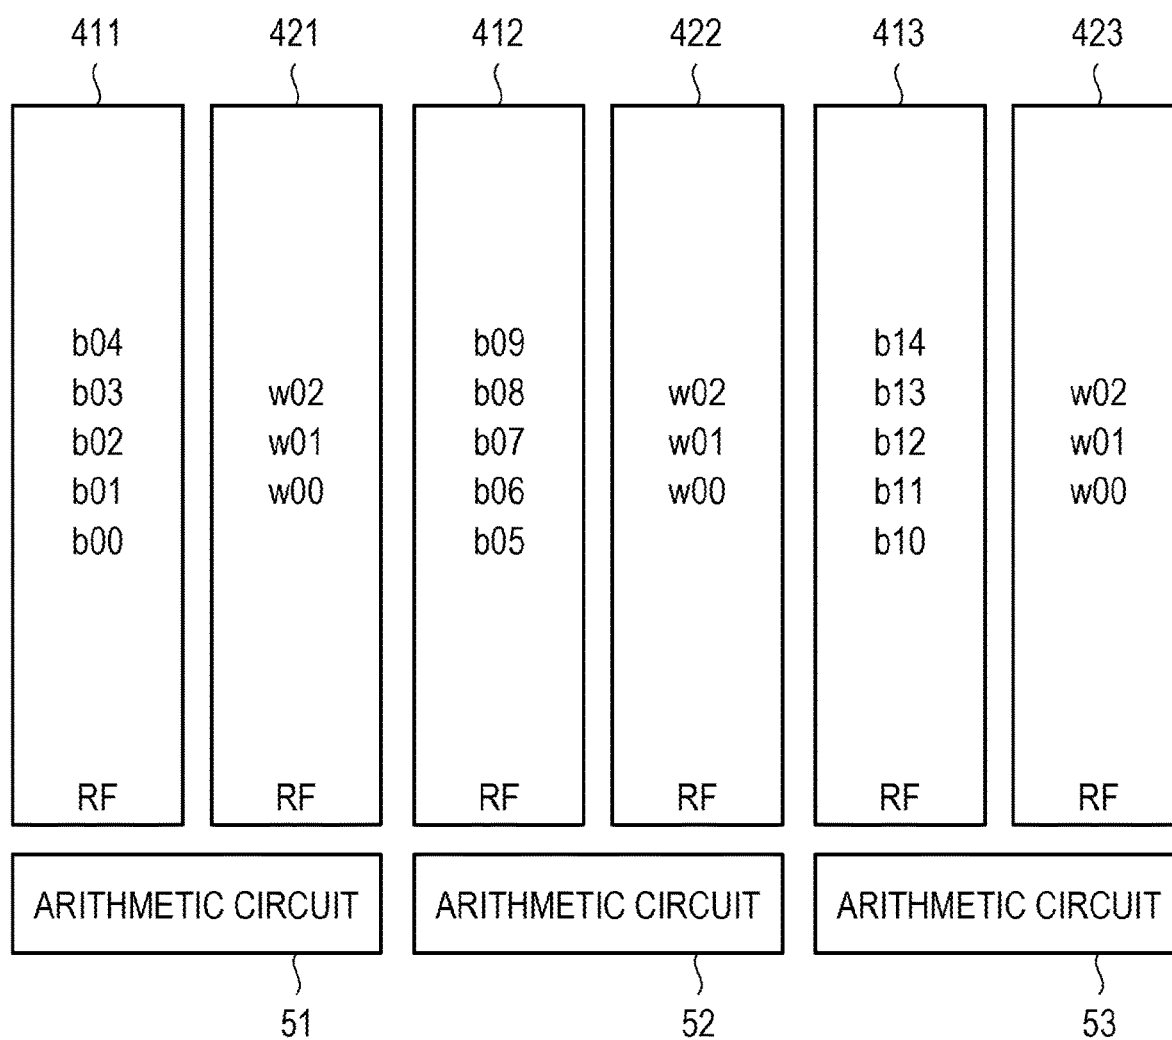 411 421 412 422 413 423
b04 b09 b14
b03 w02 b08 w02 b13 w02
b02 w01 b07 w01 b12 w01
b01 w00 b06 w00 b11 w00
b00 b05 b10
RF RF RF RF RF RF
ARITHMETIC CIRCUIT ARITHMETIC CIRCUIT ARITHMETIC CIRCUIT
51 52 53